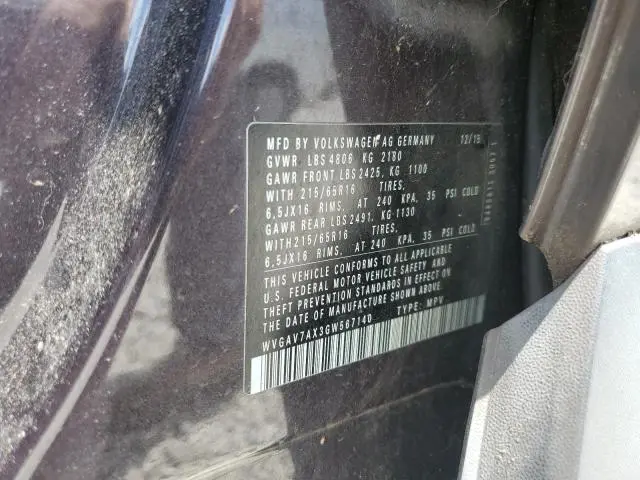 MFD BY VOLKSWAGEN AG GERMANY 12/15
GVWR LBS 4806 KG 2180
GAWR FRONT LBS 2425, KG 1100
WITH 215/65R16 TIRES,
6,5JX16 RIMS, AT 240 KPA, 35 PSI COLD
GAWR REAR LBS 2491, KG 1130
WITH 215/65R16 TIRES,
6,5JX16 RIMS, AT 240 KPA, 35 PSI COLD
THIS VEHICLE CONFORMS TO ALL APPLICABLE
U.S. FEDERAL MOTOR VEHICLE SAFETY AND
THEFT PREVENTION STANDARDS IN EFFECT ON
THE DATE OF MANUFACTURE SHOWN ABOVE.
WVGAV7AX3GW567140 TYPE: MPV